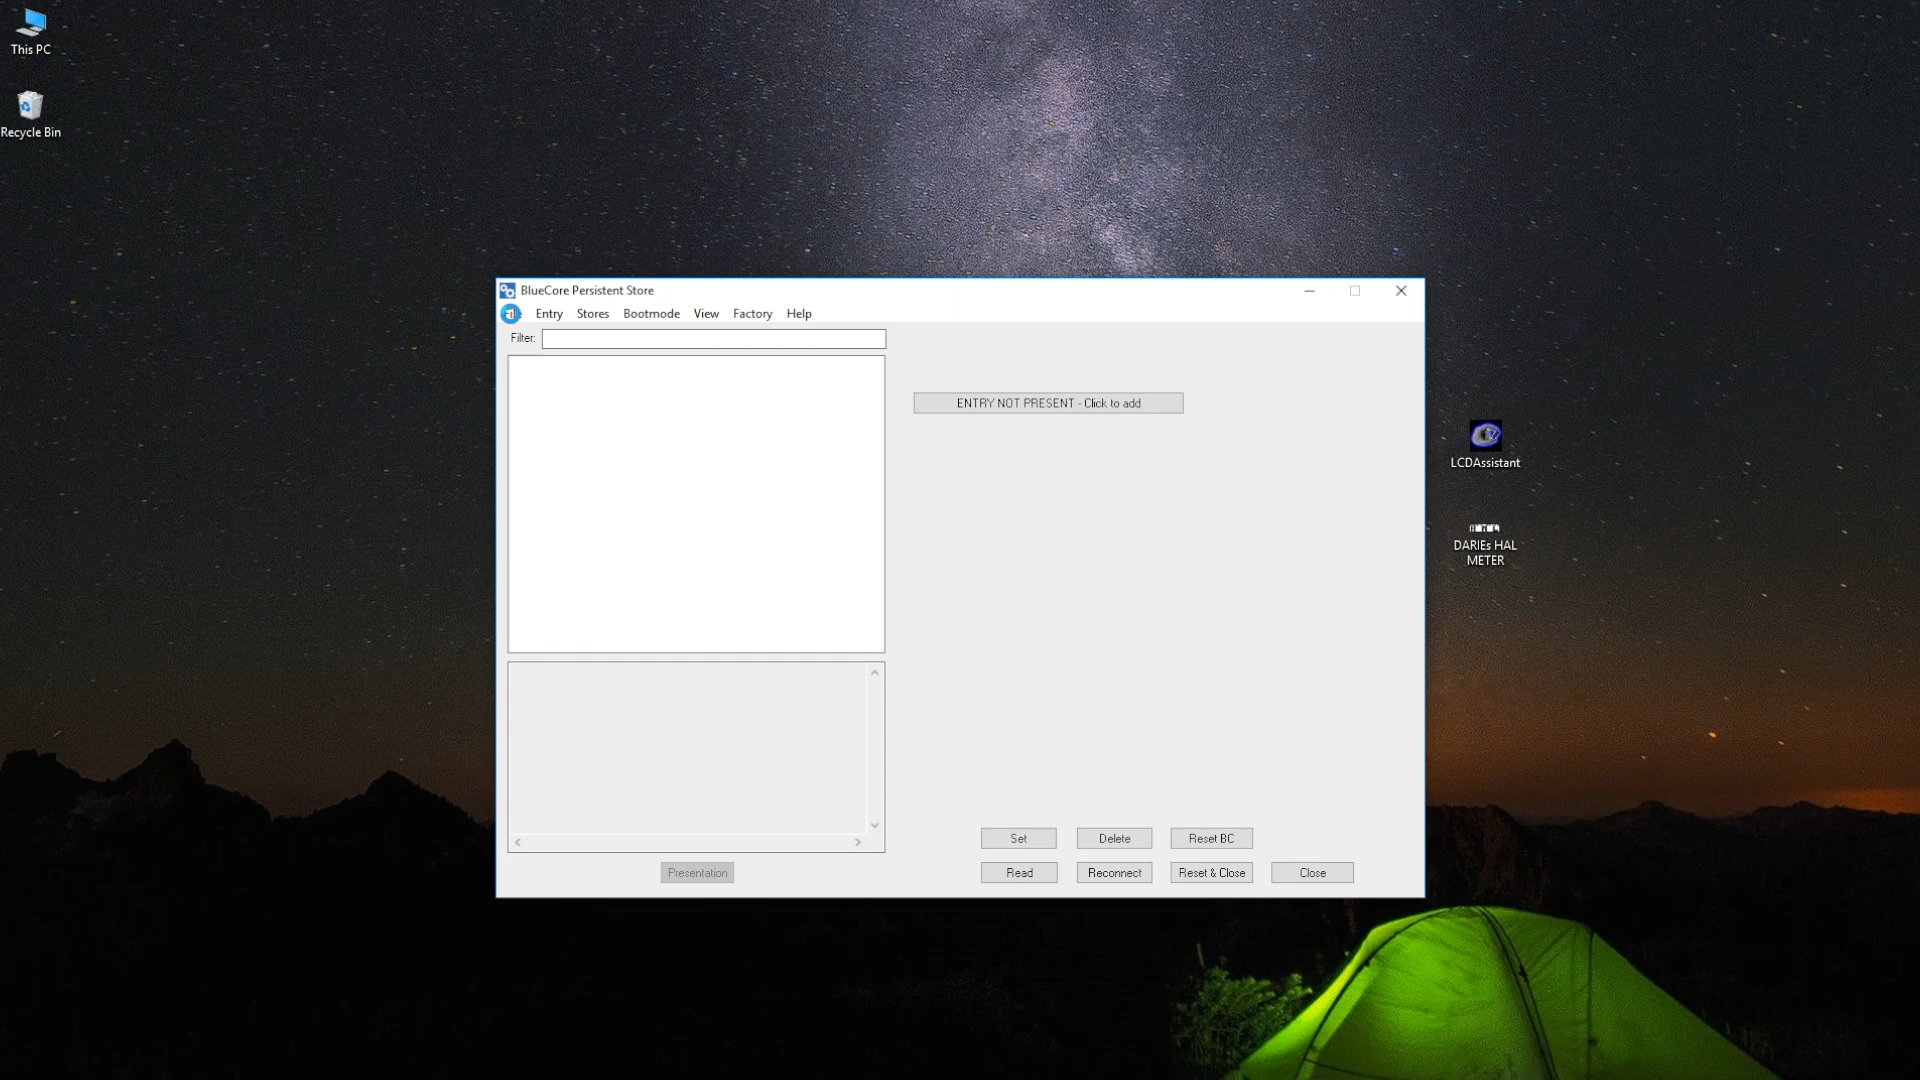 This PC
Recycle Bin
BlueCore Persistent Store
Entry Stores Bootmode View Factory Help
Filter:
ENTRY NOT PRESENT - Click to add
LCDAssistant
DARIEs HAL
METER
Set Delete Reset BC
Presentation Read Reconnect Reset & Close Close